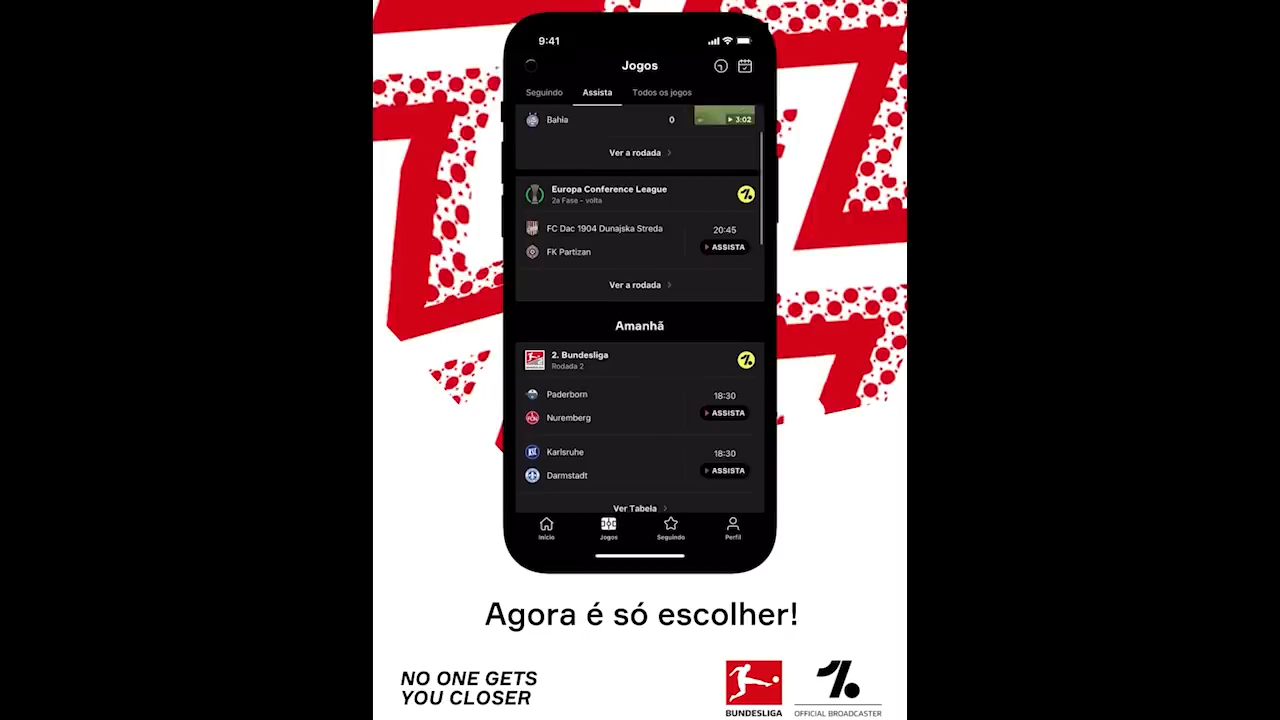 9:41
Jogos
Seguindo Assista Todos os jogos
Bahia 0 3:02
Ver a rodada
Europa Conference League
2a Fase - volta
FC Dac 1904 Dunajska Streda 20:45
ASSISTA
FK Partizan
Ver a rodada
Amanhã
2. Bundesliga
Rodada 2
Paderborn 18:30
ASSISTA
Nuremberg
Karlsruhe 18:30
ASSISTA
Darmstadt
Ver Tabela
Início Jogos Seguindo Perfil
Agora é só escolher!
NO ONE GETS
YOU CLOSER
BUNDESLIGA OFFICIAL BROADCASTER